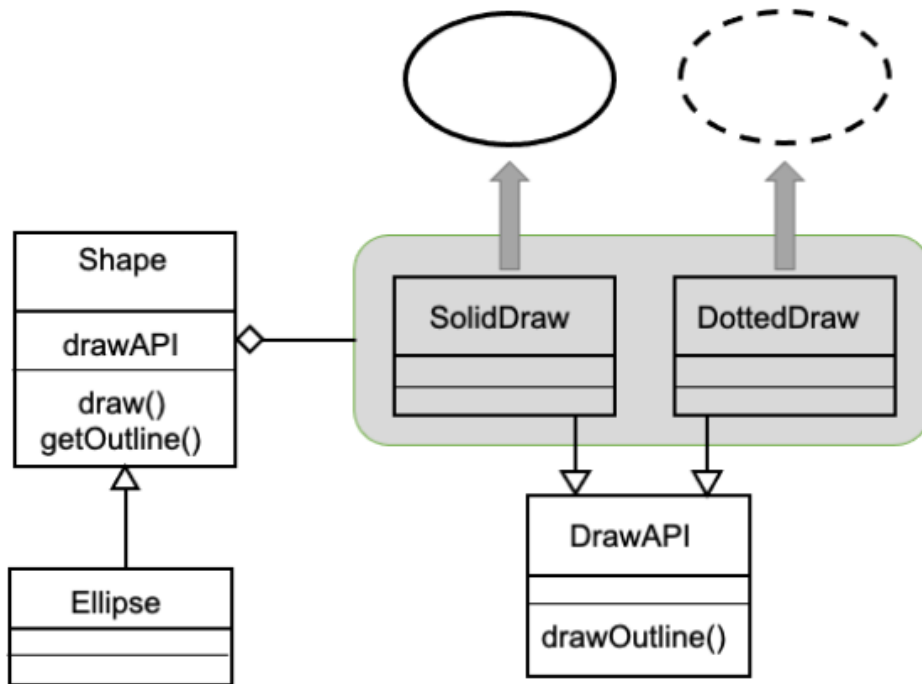 Shape
drawAPI
draw()
getOutline()
Ellipse
SolidDraw
DottedDraw
DrawAPI
drawOutline()